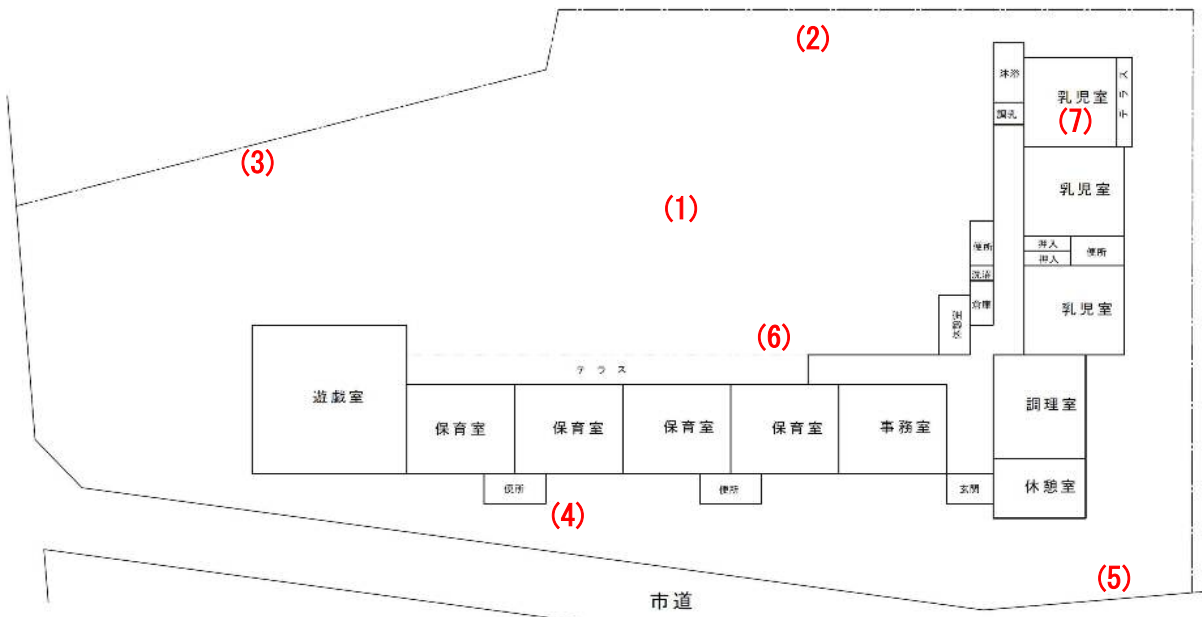 (2)
沐浴
乳児室
テラス
調乳
(7)
(3)
乳児室
(1)
便所
押入
便所
押入
洗濯
倉庫
乳児室
(6)
テラス
遊戯室
調理室
保育室
保育室
保育室
保育室
事務室
便所
便所
玄関
休憩室
(4)
(5)
市道